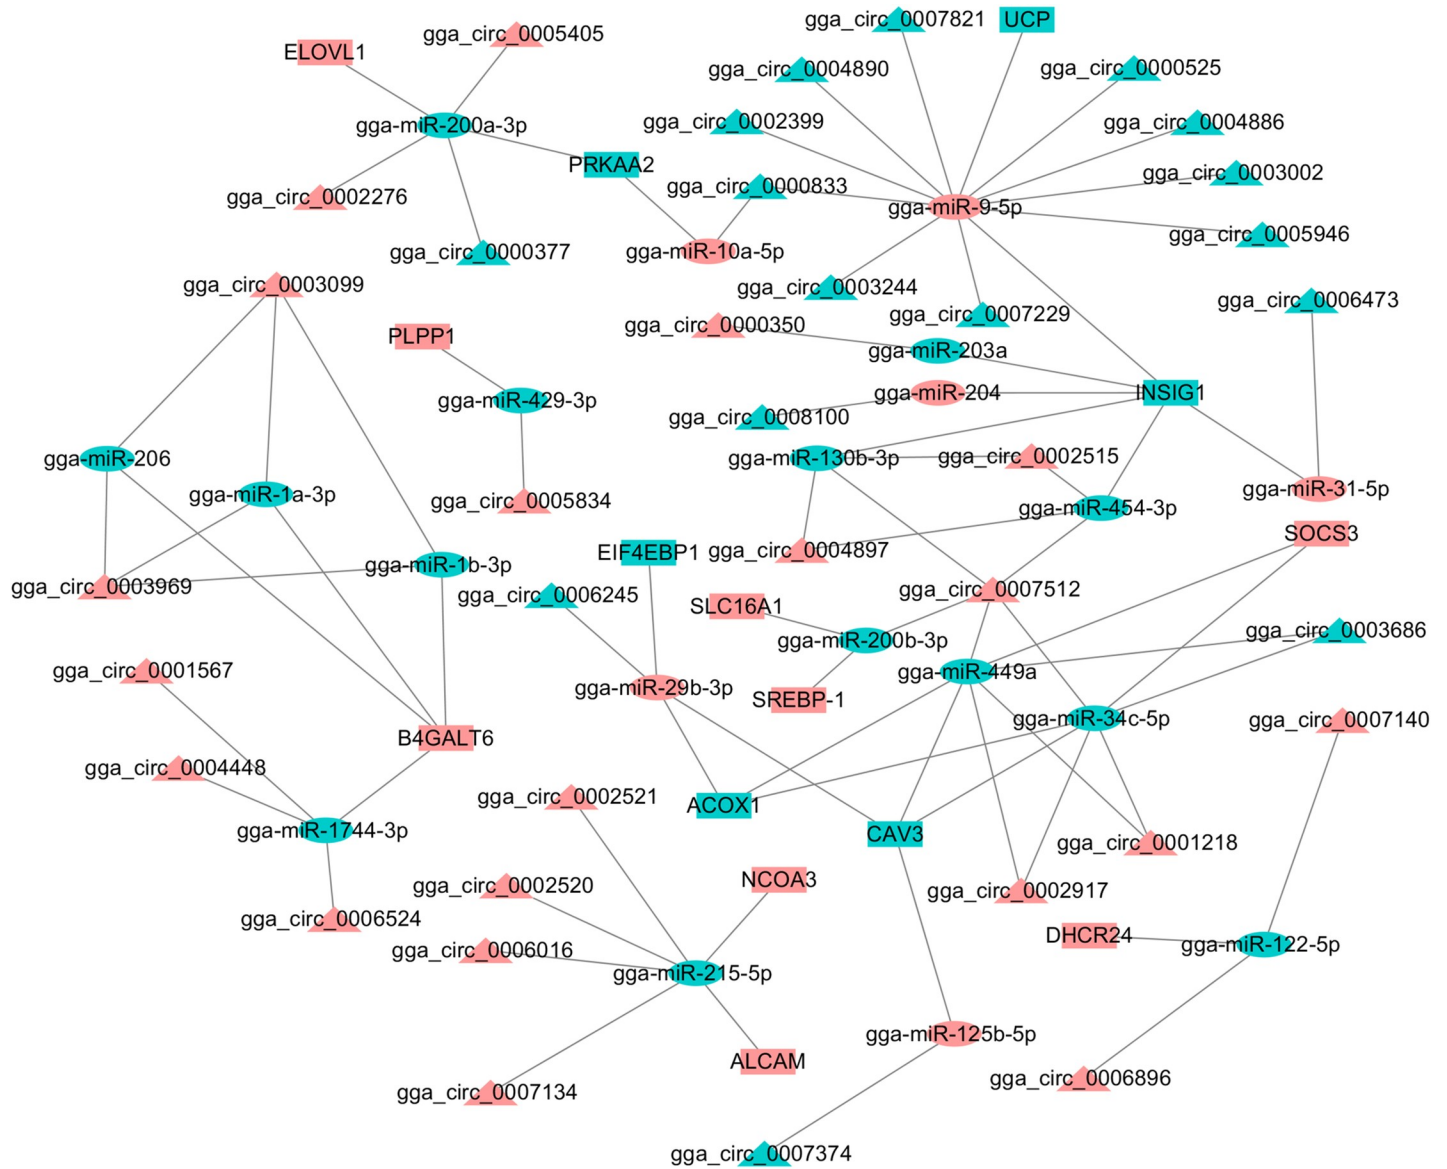 gga_circ_0007821
UCP
gga_circ_0005405
ELOVL1
gga_circ_0004890
gga_circ_0000525
gga_circ_0002399
gga_circ_0004886
gga-miR-200a-3p
PRKAA2
gga_circ_0003002
gga_circ_0000833
gga_circ_0002276
gga-miR-9-5p
gga_circ_0005946
gga_circ_0000377
gga-miR-10a-5p
gga_circ_0003099
gga_circ_0003244
gga_circ_0006473
gga_circ_0007229
gga_circ_0000350
PLPP1
gga-miR-203a
gga-miR-204
INSIG1
gga-miR-429-3p
gga_circ_0008100
gga-miR-206
gga-miR-130b-3p
gga_circ_0002515
gga-miR-31-5p
gga-miR-1a-3p
gga_circ_0005834
gga-miR-454-3p
SOCS3
EIF4EBP1
gga_circ_0004897
gga-miR-1b-3p
gga_circ_0003969
gga_circ_0006245
gga_circ_0007512
SLC16A1
gga_circ_0003686
gga-miR-200b-3p
gga_circ_0001567
gga-miR-449a
gga-miR-29b-3p
SREBP-1
gga-miR-34c-5p
gga_circ_0007140
B4GALT6
gga_circ_0004448
gga_circ_0002521
ACOX1
gga-miR-1744-3p
CAV3
gga_circ_0001218
NCOA3
gga_circ_0002520
gga_circ_0002917
gga_circ_0006524
DHCR24
gga-miR-122-5p
gga_circ_0006016
gga-miR-215-5p
gga-miR-125b-5p
ALCAM
gga_circ_0006896
gga_circ_0007134
gga_circ_0007374